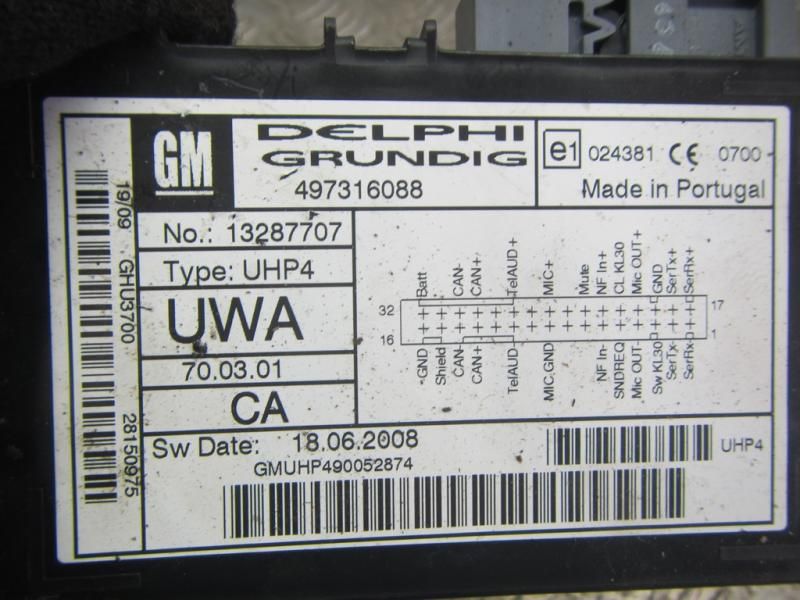 GM
DELPHI
GRUNDIG
497316088
e1 024381 CE 0700
Made in Portugal
No.: 13287707
Type: UHP4
UWA
70.03.01
CA
Batt
CAN-
CAN+
TelAUD+
MIC+
Mute
NF In+
CL KL30
Mic OUT+
GND
SerTx+
SerRx+
32
17
16
1
GND
Shield
CAN-
CAN+
TelAUD-
MIC GND
NF In-
SNDREQ
Mic OUT-
Sw KL30
SerTx-
SerRx-
19/09 GHU3700 28150975
Sw Date: 18.06.2008
GMUHP490052874
UHP4